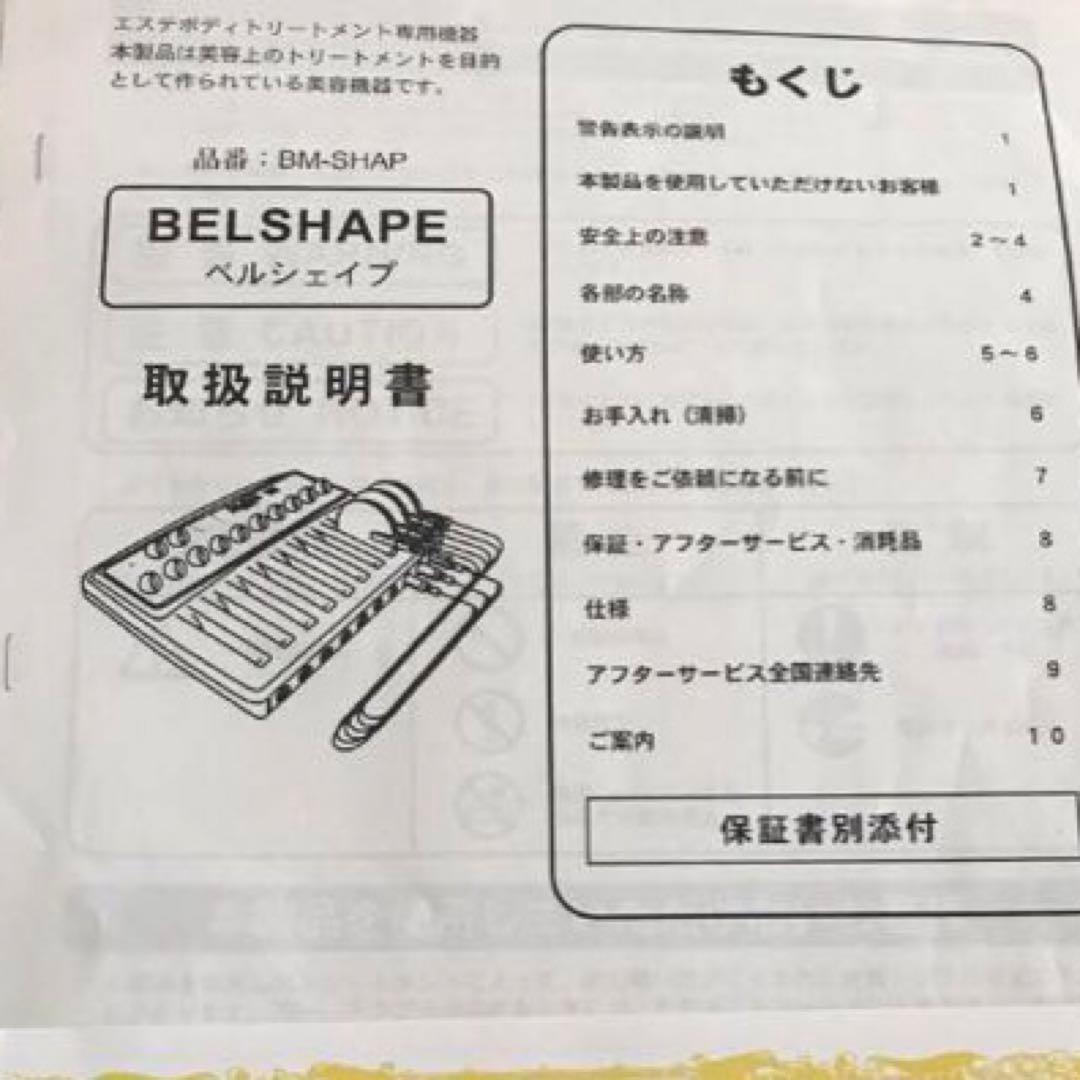 エステボディトリートメント専用機器
本製品は美容上のトリートメントを目的
として作られている美容機器です。
品番：BM-SHAP
BELSHAPE
ベルシェイプ
取扱説明書
もくじ
警告表示の説明 1
本製品を使用していただけないお客様 1
安全上の注意 2～4
各部の名称 4
使い方 5～6
お手入れ（清掃） 6
修理をご依頼になる前に 7
保証・アフターサービス・消耗品 8
仕様 8
アフターサービス全国連絡先 9
ご案内 10
保証書別添付